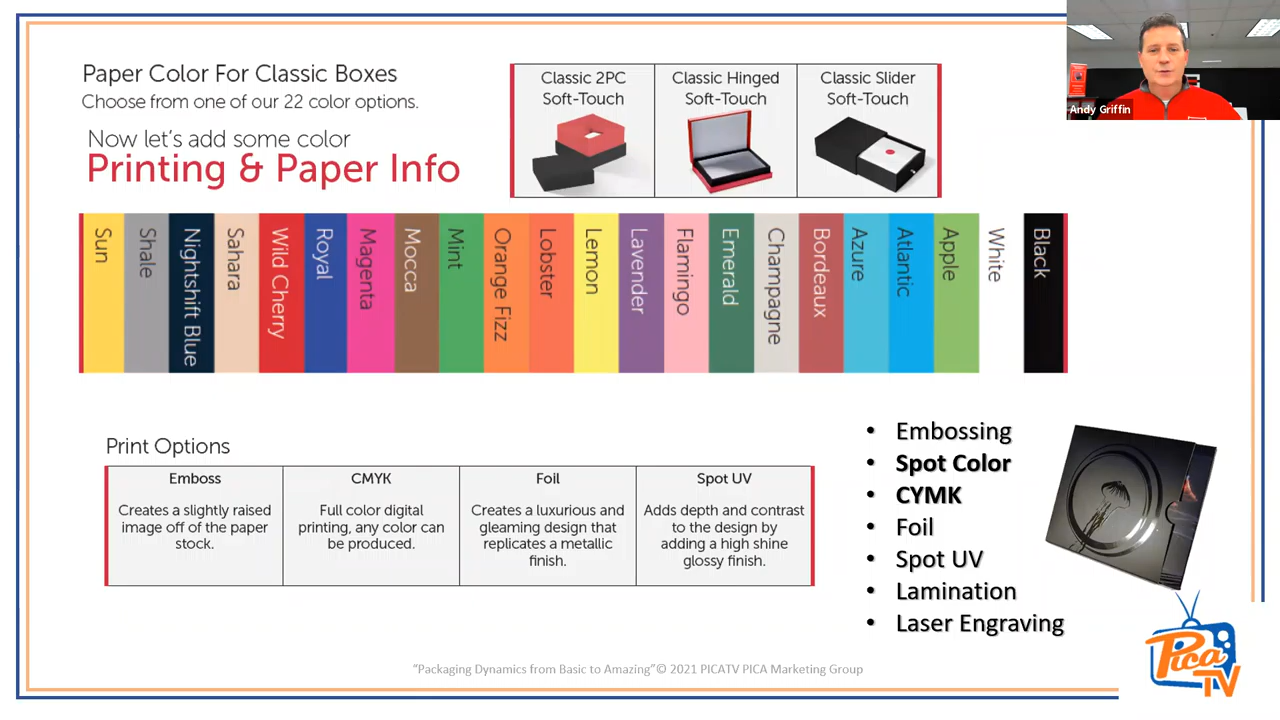 Paper Color For Classic Boxes
Choose from one of our 22 color options.
Now let's add some color
Printing & Paper Info
Classic 2PC
Soft-Touch
Classic Hinged
Soft-Touch
Classic Slider
Soft-Touch
Andy Griffin
Sun
Shale
Nightshift Blue
Sahara
Wild Cherry
Royal
Magenta
Mocca
Mint
Orange Fizz
Lobster
Lemon
Lavender
Flamingo
Emerald
Champagne
Bordeaux
Azure
Atlantic
Apple
White
Black
Print Options
Emboss
Creates a slightly raised
image off of the paper
stock.
CMYK
Full color digital
printing, any color can
be produced.
Foil
Creates a luxurious and
gleaming design that
replicates a metallic
finish.
Spot UV
Adds depth and contrast
to the design by
adding a high shine
glossy finish.
• Embossing
• Spot Color
• CYMK
• Foil
• Spot UV
• Lamination
• Laser Engraving
Pica
TV
"Packaging Dynamics from Basic to Amazing"© 2021 PICATV PICA Marketing Group